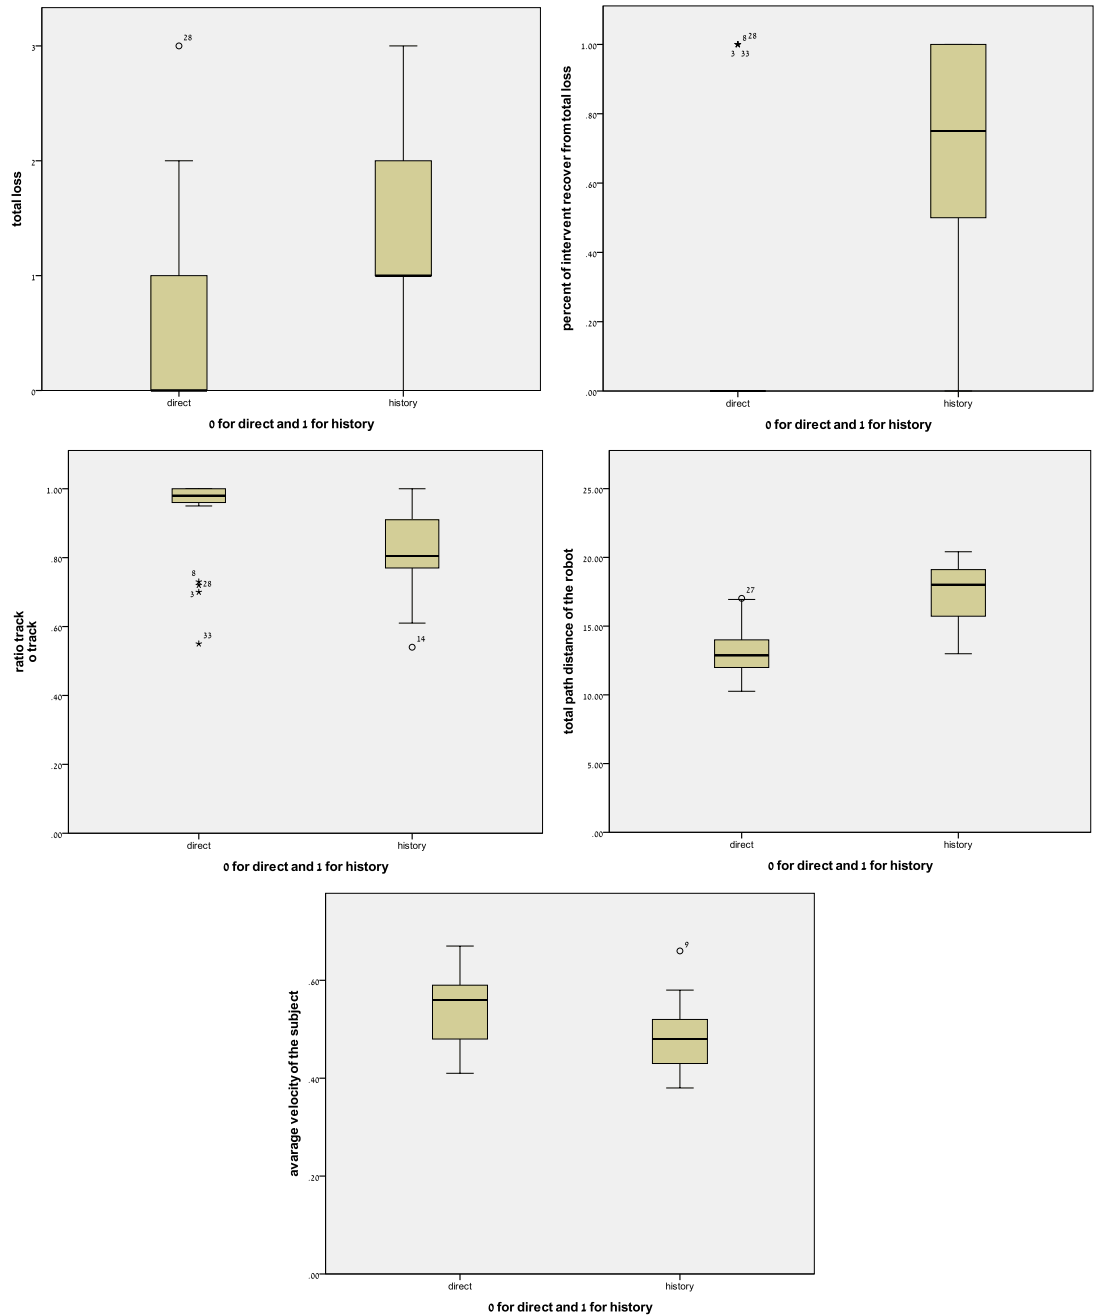 total loss
3
2
1
0
28
direct
history
0 for direct and 1 for history
percent of intervent recover from total loss
1.00
.80
.60
.40
.20
.00
8 28
3 33
direct
history
0 for direct and 1 for history
ratio track
o track
1.00
.80
.60
.40
.20
.00
8
28
3
33
14
direct
history
0 for direct and 1 for history
total path distance of the robot
25.00
20.00
15.00
10.00
5.00
.00
27
direct
history
0 for direct and 1 for history
avarage velocity of the subject
.60
.40
.20
.00
9
direct
history
0 for direct and 1 for history